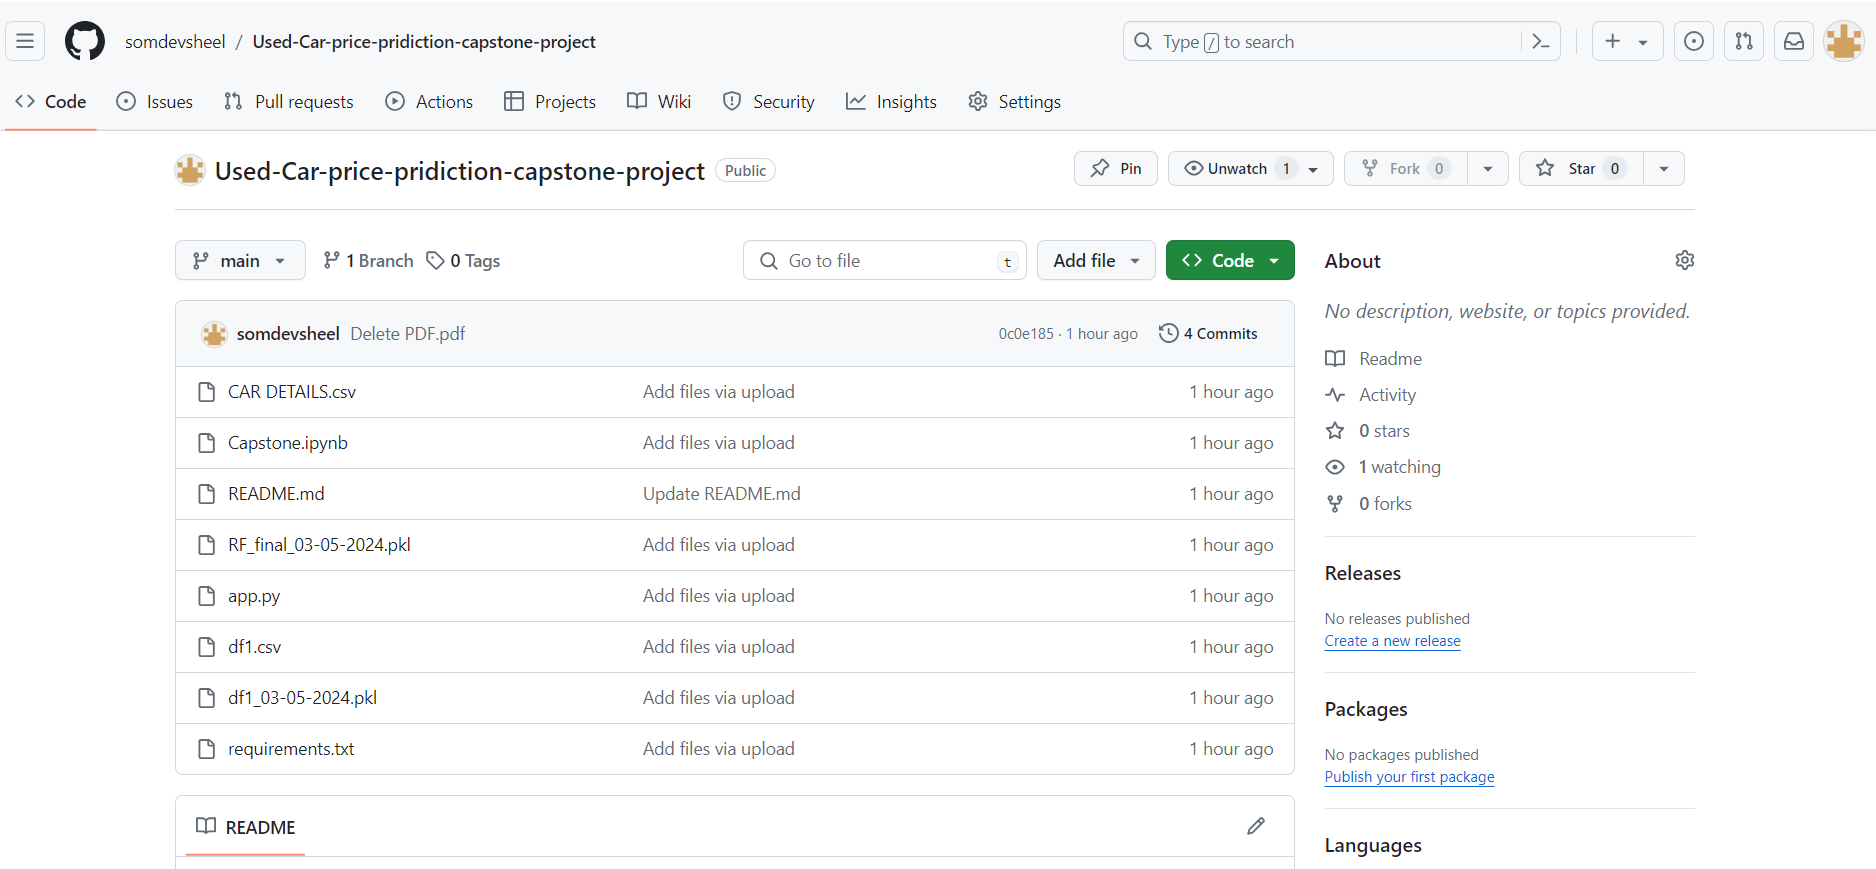 somdevsheel / Used-Car-price-pridiction-capstone-project
Type / to search
Code Issues Pull requests Actions Projects Wiki Security Insights Settings
Used-Car-price-pridiction-capstone-project Public
Pin Unwatch 1 Fork 0 Star 0
main 1 Branch 0 Tags Go to file t Add file Code
somdevsheel Delete PDF.pdf 0c0e185 · 1 hour ago 4 Commits
CAR DETAILS.csv Add files via upload 1 hour ago
Capstone.ipynb Add files via upload 1 hour ago
README.md Update README.md 1 hour ago
RF_final_03-05-2024.pkl Add files via upload 1 hour ago
app.py Add files via upload 1 hour ago
df1.csv Add files via upload 1 hour ago
df1_03-05-2024.pkl Add files via upload 1 hour ago
requirements.txt Add files via upload 1 hour ago
README
About
No description, website, or topics provided.
Readme
Activity
0 stars
1 watching
0 forks
Releases
No releases published
Create a new release
Packages
No packages published
Publish your first package
Languages